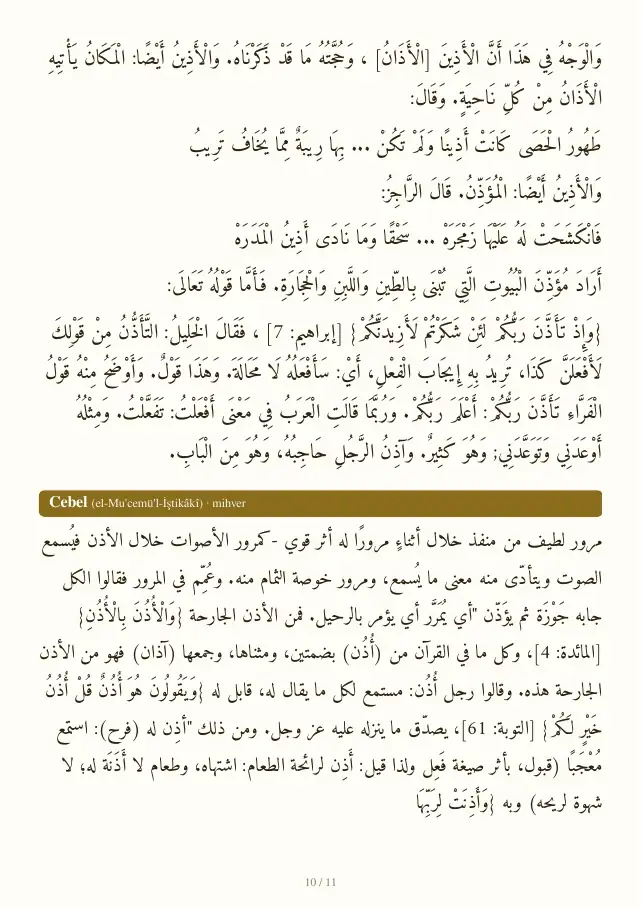 وَالْوَجْهُ فِي هَذَا أَنَّ الْأَذِينَ [الْأَذَانُ] ، وَحُجَّتُهُ مَا قَدْ ذَكَرْنَاهُ. وَالْأَذِينُ أَيْضًا: الْمَكَانُ يَأْتِيهِ
الْأَذَانُ مِنْ كُلِّ نَاحِيَةٍ. وَقَالَ:
طَهُورُ الْحَصَى كَانَتْ أَذِينًا وَلَمْ تَكُنْ ... بِهَا رِيبَةٌ مِمَّا يُخَافُ تَرِيبُ
وَالْأَذِينُ أَيْضًا: الْمُؤَذِّنُ. قَالَ الرَّاجِزُ:
فَانْكَشَحَتْ لَهُ عَلَيْهَا زَمْجَرَهْ ... سَحْقًا وَمَا نَادَى أَذِينُ الْمَدَرَهْ
أَرَادَ مُؤَذِّنَ الْبُيُوتِ الَّتِي تُبْنَى بِالطِّينِ وَاللَّبِنِ وَالْحِجَارَةِ. فَأَمَّا قَوْلُهُ تَعَالَى:
{وَإِذْ تَأَذَّنَ رَبُّكُمْ لَئِنْ شَكَرْتُمْ لَأَزِيدَنَّكُمْ} [إبراهيم: 7] ، فَقَالَ الْخَلِيلُ: التَّأَذُّنُ مِنْ قَوْلِكَ
لَأَفْعَلَنَّ كَذَا، تُرِيدُ بِهِ إِيجَابَ الْفِعْلِ، أَيْ: سَأَفْعَلُهُ لَا مَحَالَةَ. وَهَذَا قَوْلٌ. وَأَوْضَحُ مِنْهُ قَوْلُ
الْفَرَّاءِ تَأَذَّنَ رَبُّكُمْ: أَعْلَمَ رَبُّكُمْ. وَرُبَّمَا قَالَتِ الْعَرَبُ فِي مَعْنَى أَفْعَلْتُ: تَفَعَّلْتُ. وَمِثْلُهُ
أَوْعَدَنِي وَتَوَعَّدَنِي; وَهُوَ كَثِيرٌ. وَآذِنُ الرَّجُلِ حَاجِبُهُ، وَهُوَ مِنَ الْبَابِ.
Cebel (el-Mu'cemü'l-İştikâkî) · mihver
مرور لطيف من منفذ خلال أثناءٍ مرورًا له أثر قوي -كمرور الأصوات خلال الأذن فيُسمع
الصوت ويتأدّى منه معنى ما يُسمع، ومرور خوصة الثمام منه. وعُمِّم في المرور فقالوا الكل
جابه جَوْزَة ثم يؤذّن "أي يُمَرَّر أي يؤمر بالرحيل. فمن الأذن الجارحة {وَالْأُذُنَ بِالْأُذُنِ}
[المائدة: 4]، وكل ما في القرآن من (أُذُن) بضمتين، ومثناها، وجمعها (آذان) فهو من الأذن
الجارحة هذه. وقالوا رجل أُذُن: مستمع لكل ما يقال له، قابل له {وَيَقُولُونَ هُوَ أُذُنٌ قُلْ أُذُنُ
خَيْرٍ لَكُمْ} [التوبة: 61]، يصدّق ما ينزله عليه عز وجل. ومن ذلك "أذِن له (فرح): استمع
مُعْجَبًا (قبول، بأثر صيغة فَعِل ولذا قيل: أَذِن لرائحة الطعام: اشتهاه، وطعام لا أَذَنَة له؛ لا
شهوة لريحه) وبه {وَأَذِنَتْ لِرَبِّهَا
10 / 11